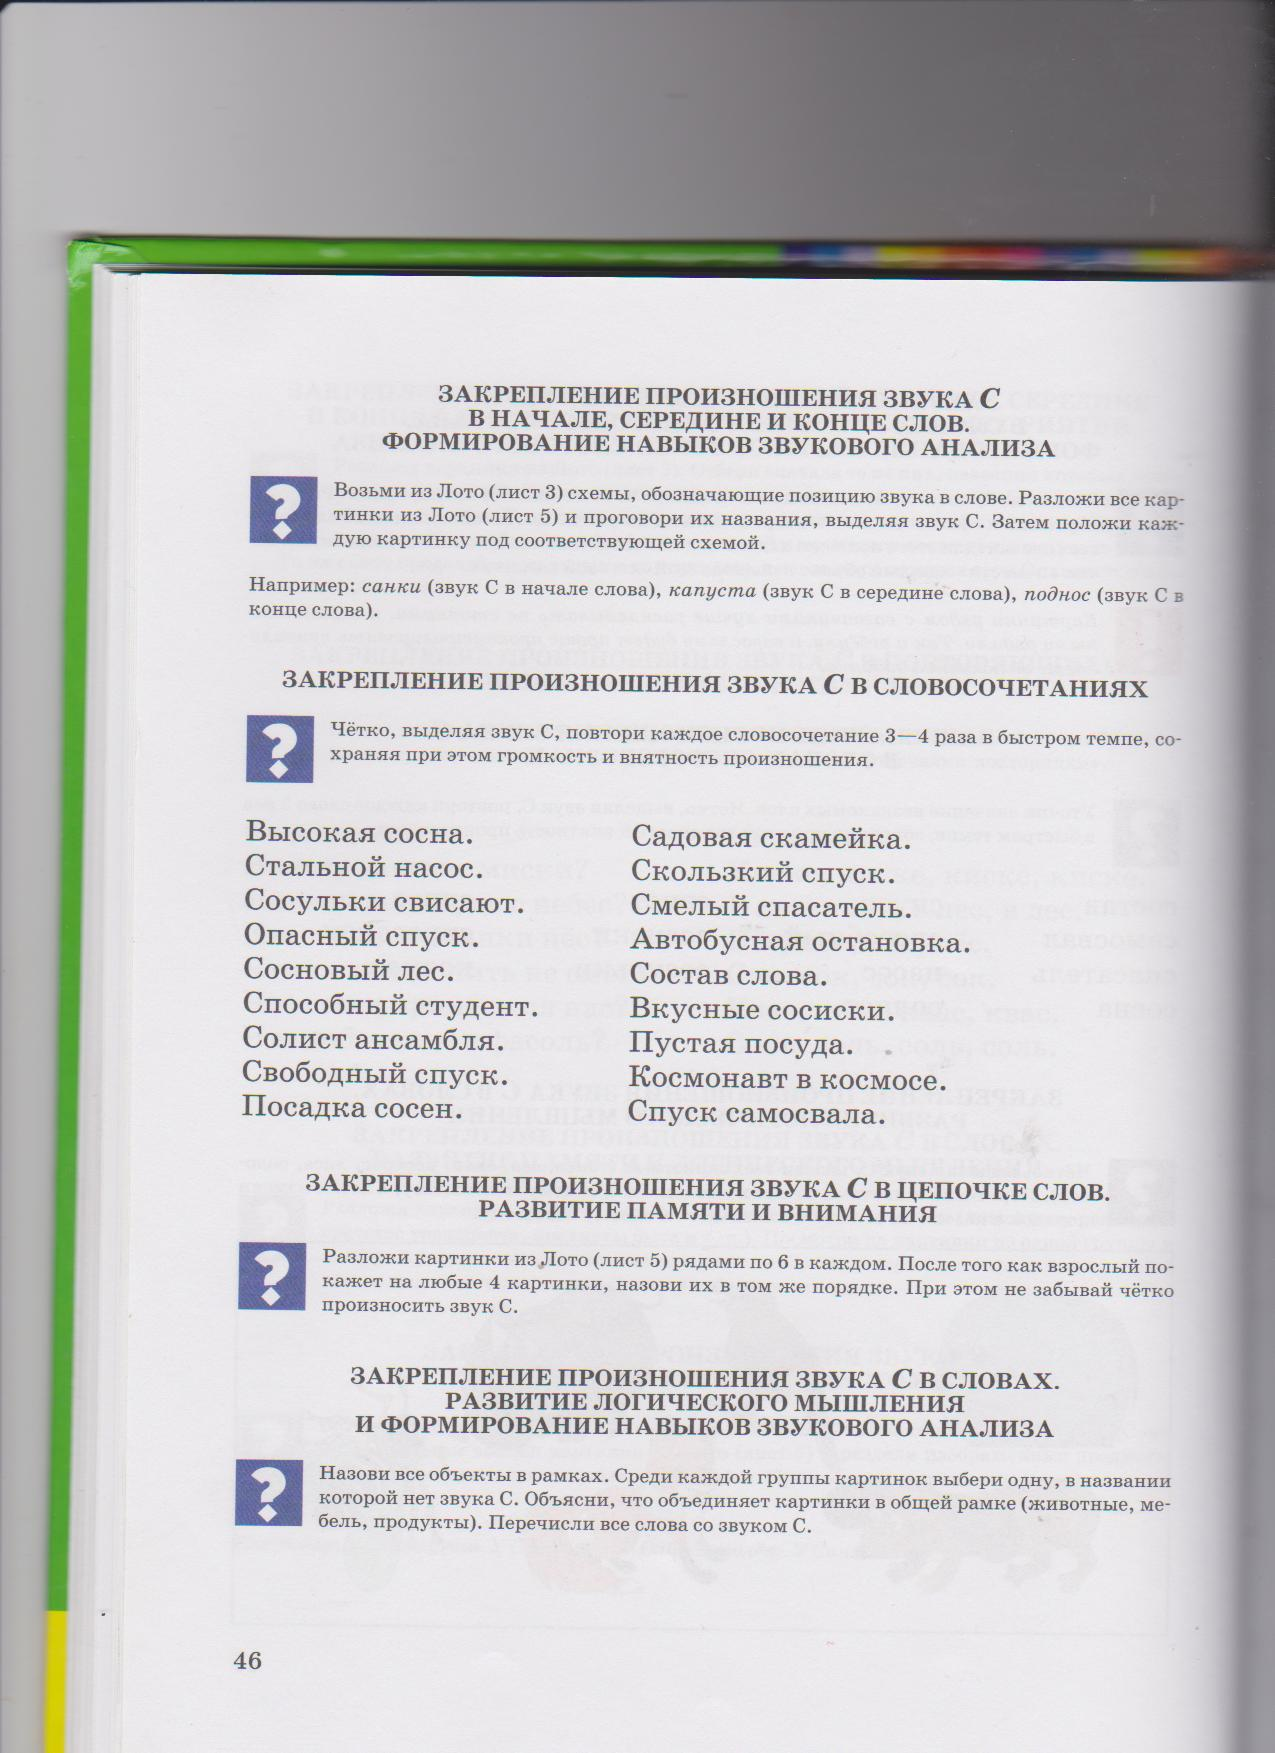 ЗАКРЕПЛЕНИЕ ПРОИЗНОШЕНИЯ ЗВУКА С
В НАЧАЛЕ, СЕРЕДИНЕ И КОНЦЕ СЛОВ.
ФОРМИРОВАНИЕ НАВЫКОВ ЗВУКОВОГО АНАЛИЗА
Возьми из Лото (лист 3) схемы, обозначающие позицию звука в слове. Разложи все кар-
тинки из Лото (лист 5) и проговори их названия, выделяя звук С. Затем положи каж-
дую картинку под соответствующей схемой.
Например: санки (звук С в начале слова), капуста (звук С в середине слова), поднос (звук С в
конце слова).
ЗАКРЕПЛЕНИЕ ПРОИЗНОШЕНИЯ ЗВУКА С В СЛОВОСОЧЕТАНИЯХ
Чётко, выделяя звук С, повтори каждое словосочетание 3—4 раза в быстром темпе, со-
храняя при этом громкость и внятность произношения.
Высокая сосна.
Стальной насос.
Сосульки свисают.
Опасный спуск.
Сосновый лес.
Способный студент.
Солист ансамбля.
Свободный спуск.
Посадка сосен.
Садовая скамейка.
Скользкий спуск.
Смелый спасатель.
Автобусная остановка.
Состав слова.
Вкусные сосиски.
Пустая посуда.
Космонавт в космосе.
Спуск самосвала.
ЗАКРЕПЛЕНИЕ ПРОИЗНОШЕНИЯ ЗВУКА С В ЦЕПОЧКЕ СЛОВ.
РАЗВИТИЕ ПАМЯТИ И ВНИМАНИЯ
Разложи картинки из Лото (лист 5) рядами по 6 в каждом. После того как взрослый по-
кажет на любые 4 картинки, назови их в том же порядке. При этом не забывай чётко
произносить звук С.
ЗАКРЕПЛЕНИЕ ПРОИЗНОШЕНИЯ ЗВУКА С В СЛОВАХ.
РАЗВИТИЕ ЛОГИЧЕСКОГО МЫШЛЕНИЯ
И ФОРМИРОВАНИЕ НАВЫКОВ ЗВУКОВОГО АНАЛИЗА
Назови все объекты в рамках. Среди каждой группы картинок выбери одну, в названии
которой нет звука С. Объясни, что объединяет картинки в общей рамке (животные, ме-
бель, продукты). Перечисли все слова со звуком С.
46